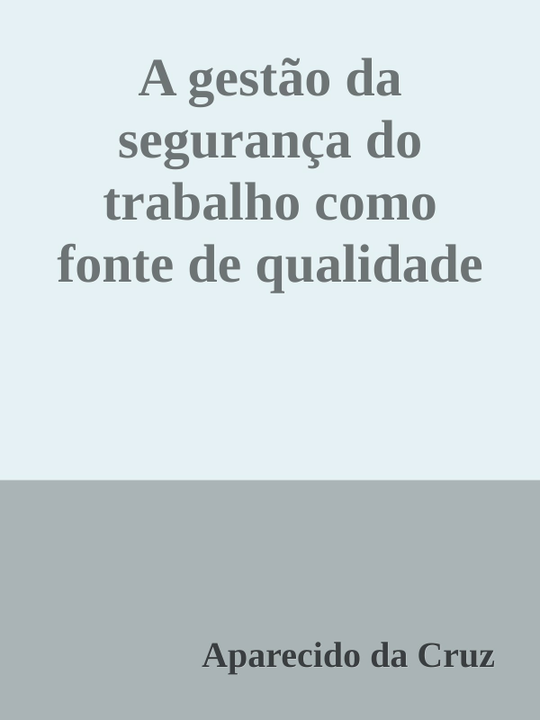 A gestão da
segurança do
trabalho como
fonte de qualidade
Aparecido da Cruz